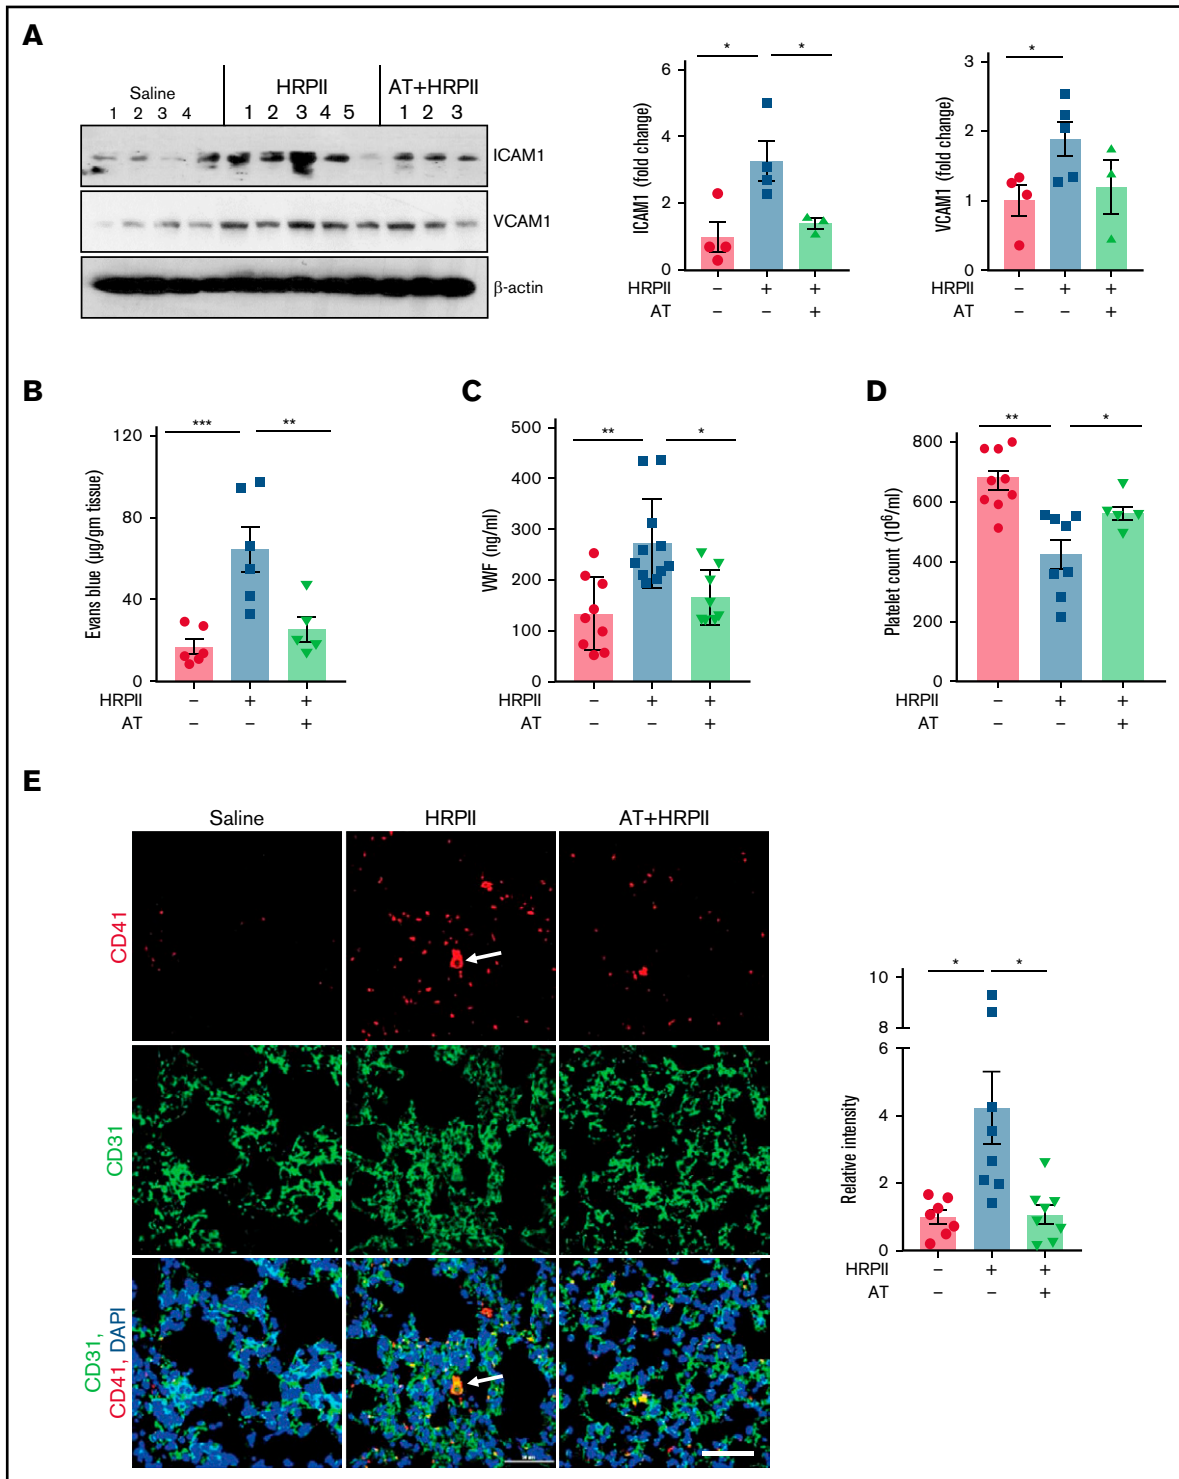 A
Saline
HRPII
AT+HRPII
1 2 3 4
1 2 3 4 5
1 2 3
ICAM1
VCAM1
β-actin
ICAM1 (fold change)
6
4
2
0
* *
HRPII − + +
AT − − +
VCAM1 (fold change)
3
2
1
0
*
HRPII − + +
AT − − +
B
Evans blue (μg/gm tissue)
120
80
40
0
*** **
HRPII − + +
AT − − +
C
VWF (ng/ml)
500
400
300
200
100
0
** *
HRPII − + +
AT − − +
D
Platelet count (10⁶/ml)
800
600
400
200
0
** *
HRPII − + +
AT − − +
E
Saline
HRPII
AT+HRPII
CD41
CD31
CD31,
CD41, DAPI
Relative intensity
10
8
6
4
2
0
* *
HRPII − + +
AT − − +